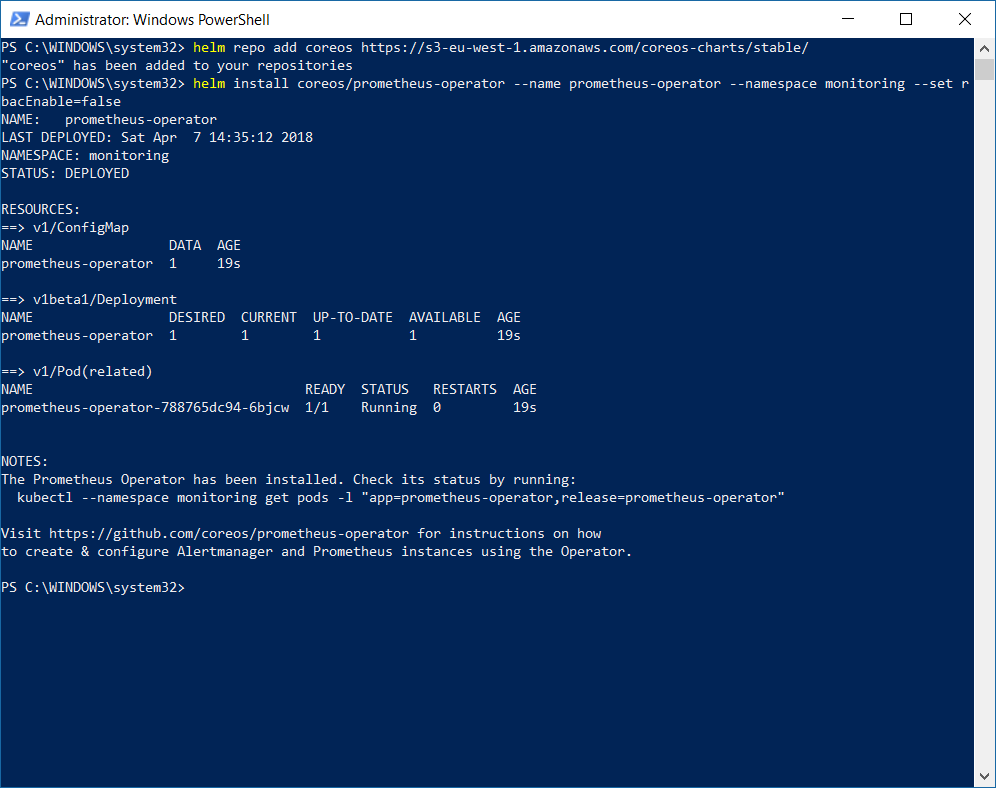 Administrator: Windows PowerShell
PS C:\WINDOWS\system32> helm repo add coreos https://s3-eu-west-1.amazonaws.com/coreos-charts/stable/
"coreos" has been added to your repositories
PS C:\WINDOWS\system32> helm install coreos/prometheus-operator --name prometheus-operator --namespace monitoring --set r
bacEnable=false
NAME:   prometheus-operator
LAST DEPLOYED: Sat Apr  7 14:35:12 2018
NAMESPACE: monitoring
STATUS: DEPLOYED
RESOURCES:
==> v1/ConfigMap
NAME                 DATA  AGE
prometheus-operator  1     19s
==> v1beta1/Deployment
NAME                 DESIRED  CURRENT  UP-TO-DATE  AVAILABLE  AGE
prometheus-operator  1        1        1           1          19s
==> v1/Pod(related)
NAME                                  READY  STATUS   RESTARTS  AGE
prometheus-operator-788765dc94-6bjcw  1/1    Running  0         19s
NOTES:
The Prometheus Operator has been installed. Check its status by running:
  kubectl --namespace monitoring get pods -l "app=prometheus-operator,release=prometheus-operator"
Visit https://github.com/coreos/prometheus-operator for instructions on how
to create & configure Alertmanager and Prometheus instances using the Operator.
PS C:\WINDOWS\system32>